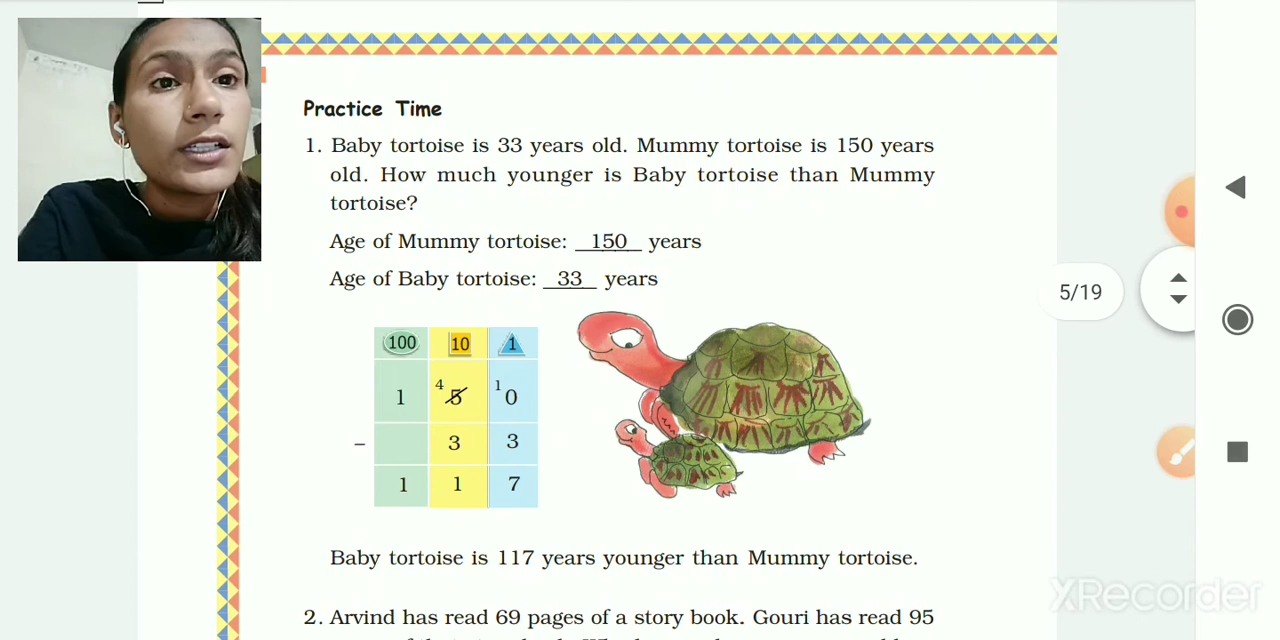 Practice Time
1. Baby tortoise is 33 years old. Mummy tortoise is 150 years
old. How much younger is Baby tortoise than Mummy
tortoise?
Age of Mummy tortoise: 150 years
Age of Baby tortoise: 33 years
5/19
100 10 1
1 4 5 1 0
– 3 3
1 1 7
Baby tortoise is 117 years younger than Mummy tortoise.
XRecorder
2. Arvind has read 69 pages of a story book. Gouri has read 95